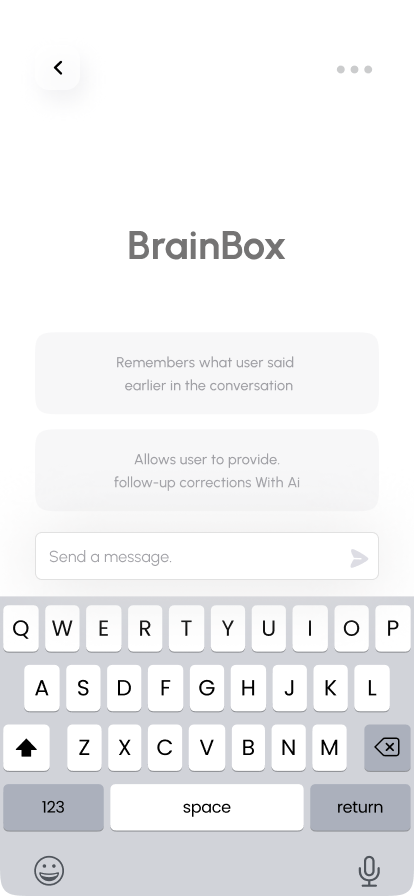 BrainBox
Remembers what user said
earlier in the conversation
Allows user to provide.
follow-up corrections With Ai
Send a message.
Q W E R T Y U I O P
A S D F G H J K L
Z X C V B N M
123 space return